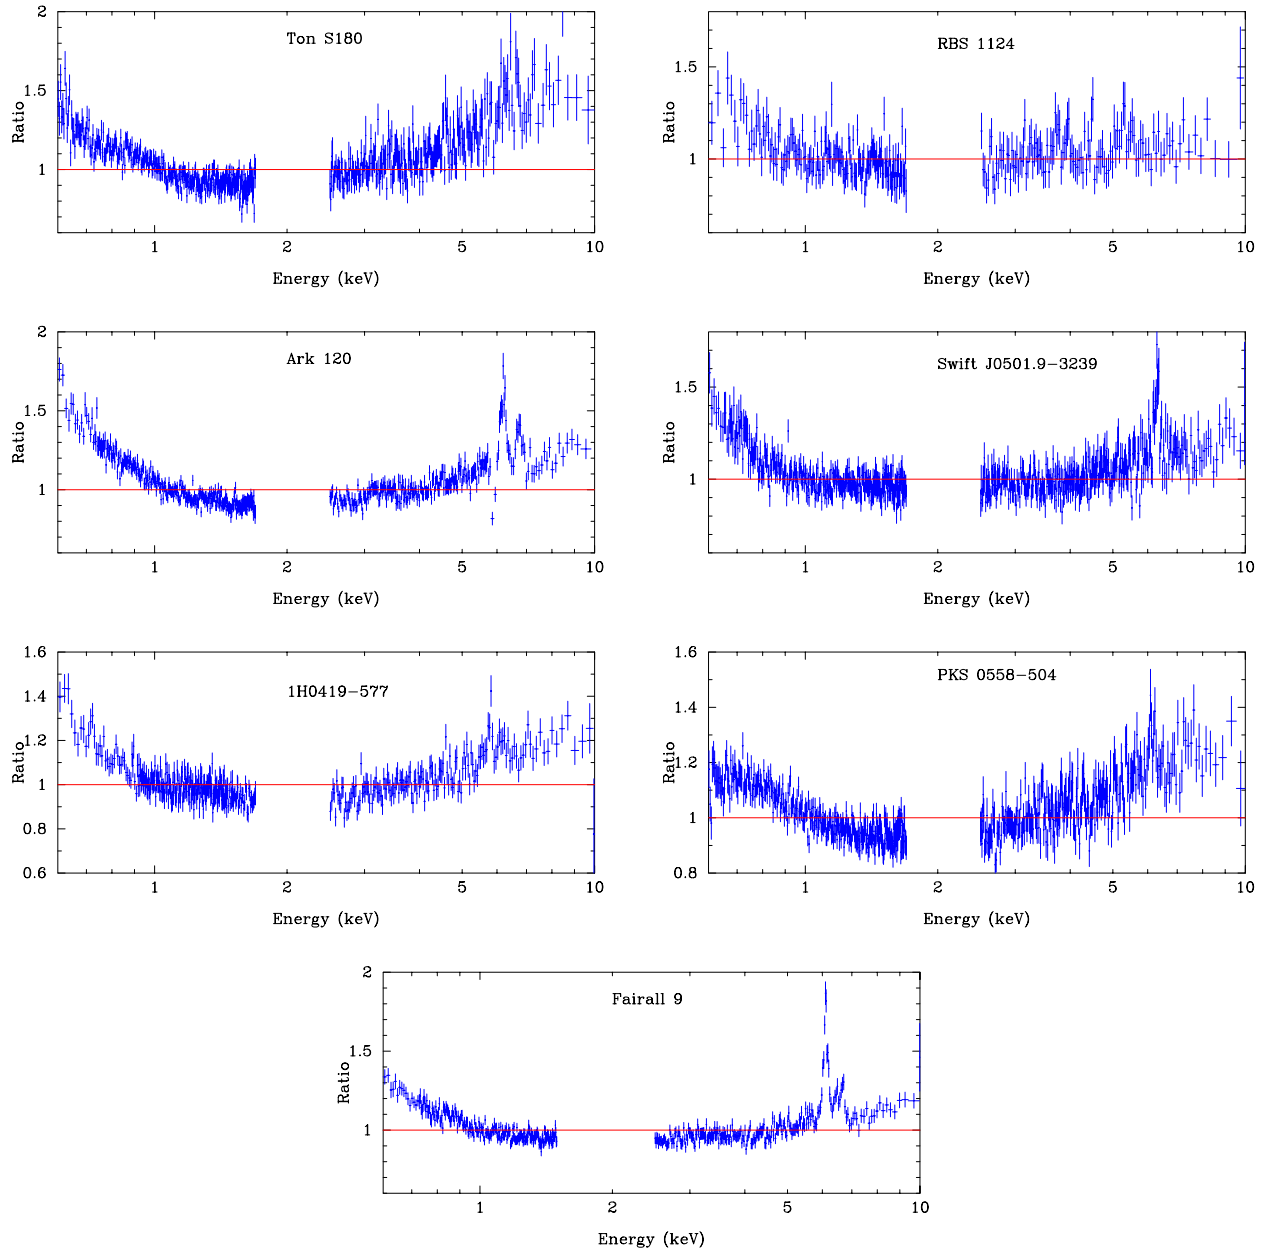 Ton S180
2
1.5
1
Ratio
1 2 5 10
Energy (keV)
RBS 1124
1.5
1
Ratio
1 2 5 10
Energy (keV)
Ark 120
2
1.5
1
Ratio
1 2 5 10
Energy (keV)
Swift J0501.9−3239
1.5
1
Ratio
1 2 5 10
Energy (keV)
1H0419−577
1.6
1.4
1.2
1
0.8
0.6
Ratio
1 2 5 10
Energy (keV)
PKS 0558−504
1.6
1.4
1.2
1
0.8
Ratio
1 2 5 10
Energy (keV)
Fairall 9
2
1.5
1
Ratio
1 2 5 10
Energy (keV)